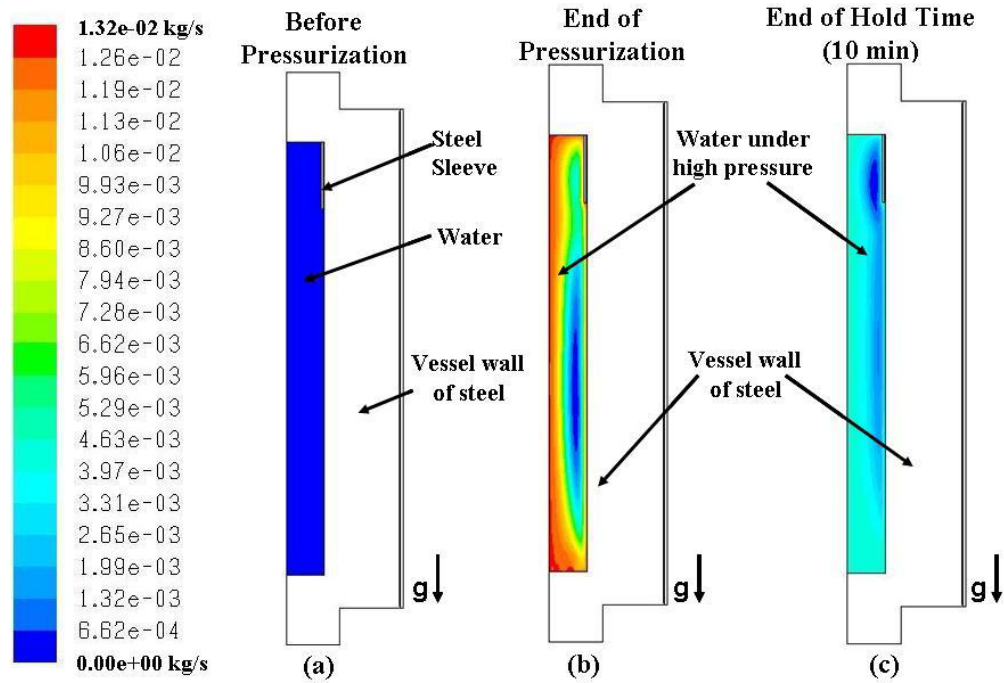 1.32e-02 kg/s
1.26e-02
1.19e-02
1.13e-02
1.06e-02
9.93e-03
9.27e-03
8.60e-03
7.94e-03
7.28e-03
6.62e-03
5.96e-03
5.29e-03
4.63e-03
3.97e-03
3.31e-03
2.65e-03
1.99e-03
1.32e-03
6.62e-04
0.00e+00 kg/s
Before
Pressurization
Steel
Sleeve
Water
Vessel wall
of steel
g
(a)
End of
Pressurization
Water under
high pressure
Vessel wall
of steel
g
(b)
End of Hold Time
(10 min)
g
(c)